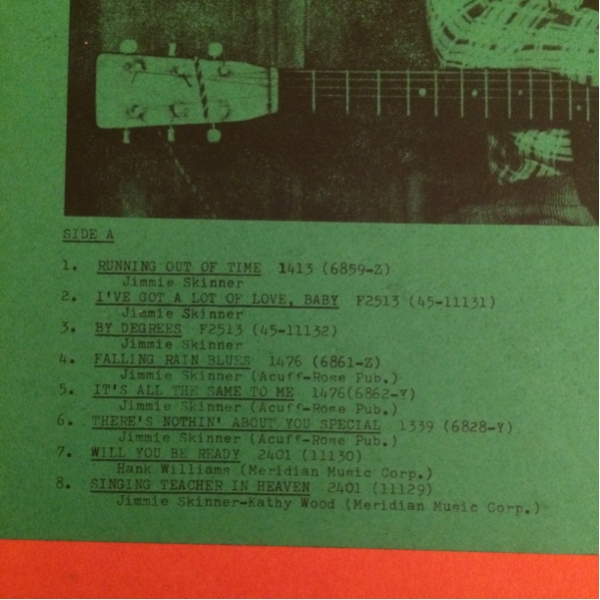 SIDE A
1. RUNNING OUT OF TIME 1413 (6859-Z)
Jimmie Skinner
2. I'VE GOT A LOT OF LOVE, BABY F2513 (45-11131)
Jimmie Skinner
3. BY DEGREES F2513 (45-11132)
Jimmie Skinner
4. FALLING RAIN BLUES 1476 (6861-Z)
Jimmie Skinner (Acuff-Rose Pub.)
5. IT'S ALL THE SAME TO ME 1476(6862-Y)
Jimmie Skinner (Acuff-Rose Pub.)
6. THERE'S NOTHIN' ABOUT YOU SPECIAL 1339 (6828-Y)
Jimmie Skinner (Acuff-Rose Pub.)
7. WILL YOU BE READY 2401 (11130)
Hank Williams (Meridian Music Corp.)
8. SINGING TEACHER IN HEAVEN 2401 (11129)
Jimmie Skinner-Kathy Wood (Meridian Music Corp.)